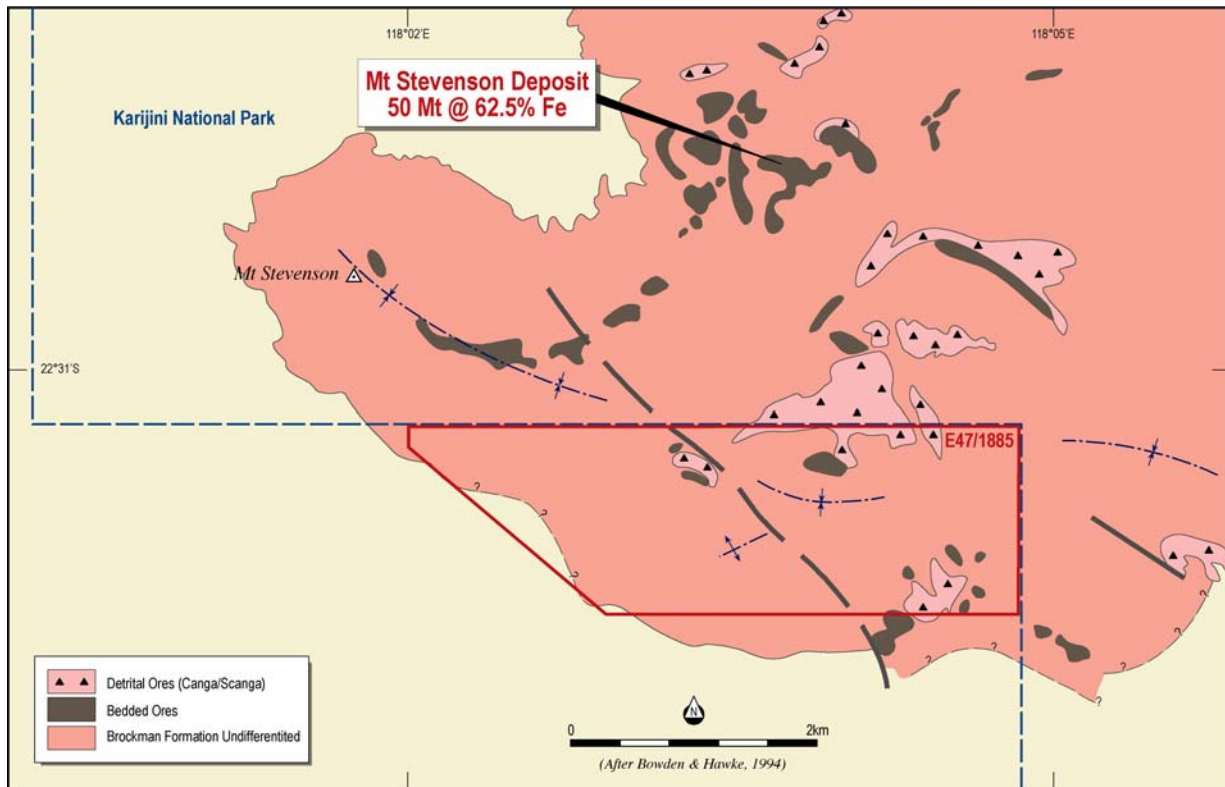 118°02'E
118°05'E
Mt Stevenson Deposit
50 Mt @ 62.5% Fe
Karijini National Park
Mt Stevenson
22°31'S
E47/1885
?
?
?
?
?
?
?
?
?
?
Detrital Ores (Canga/Scanga)
Bedded Ores
Brockman Formation Undifferentited
N
0
2km
(After Bowden & Hawke, 1994)